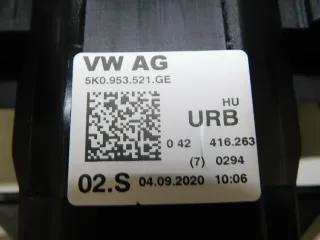 VW AG
5K0.953.521.GE
HU
URB
0 42 416.263
(7) 0294
02.S 04.09.2020 10:06